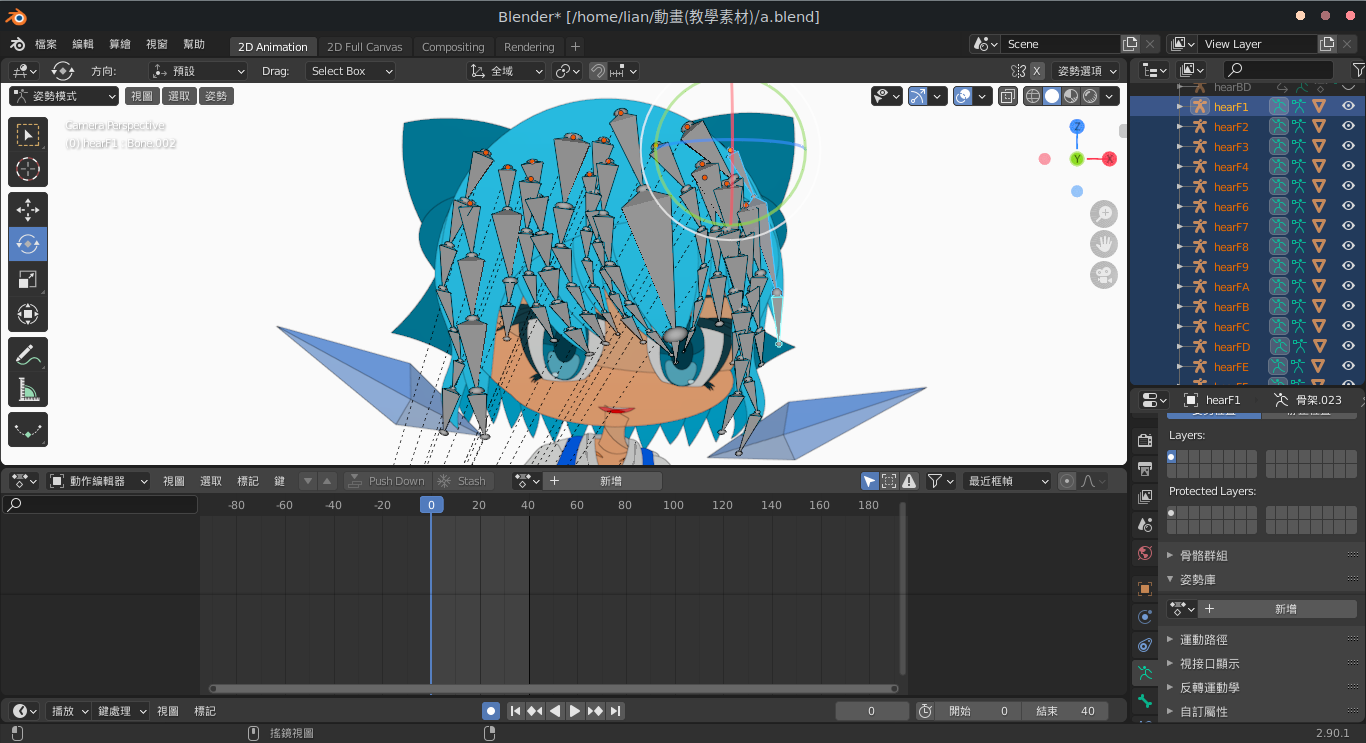 Blender* [/home/lian/動畫(教學素材)/a.blend]
檔案 編輯 算繪 視窗 幫助 2D Animation 2D Full Canvas Compositing Rendering + Scene View Layer
方向: 預設 Drag: Select Box 全域 X 姿勢選項
姿勢模式 視圖 選取 姿勢
Camera Perspective
(0) hearF1 : Bone.002
Z
Y
X
hearBD
hearF1
hearF2
hearF3
hearF4
hearF5
hearF6
hearF7
hearF8
hearF9
hearFA
hearFB
hearFC
hearFD
hearFE
hearF1 骨架.023
Layers:
Protected Layers:
骨骼群組
姿勢庫
+ 新增
運動路徑
視接口顯示
反轉運動學
自訂屬性
動作編輯器 視圖 選取 標記 鍵 Push Down Stash + 新增 最近框幀
-80 -60 -40 -20 0 20 40 60 80 100 120 140 160 180
播放 鍵處理 視圖 標記 0 開始 0 結束 40
搖鏡視圖 2.90.1